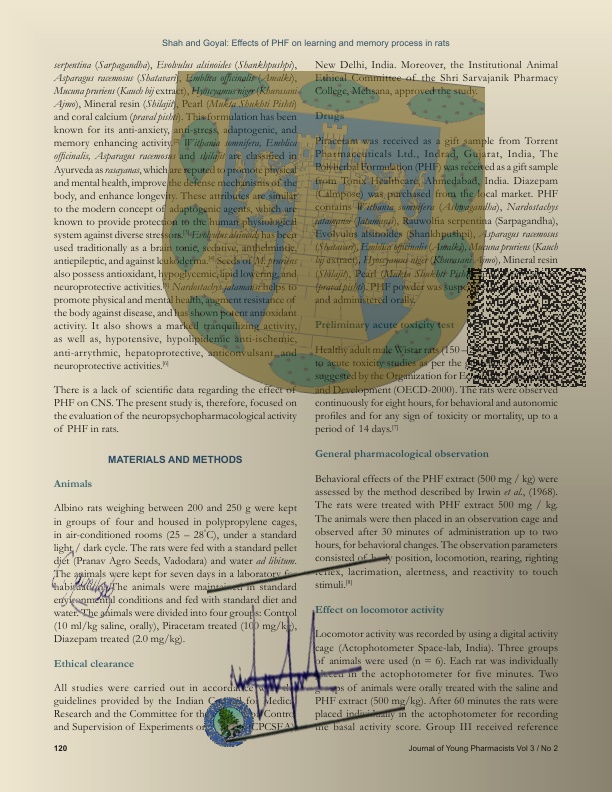 Shah and Goyal: Effects of PHF on learning and memory process in rats
serpentina (Sarpagandha), Evolvulus alsinoides (Shankhpushpi),
Asparagus racemosus (Shatavari), Emblica officinalis (Amalki),
Mucuna pruriens (Kauch bij extract), Hyoscyamus niger (Khurasani
Ajmo), Mineral resin (Shilajit), Pearl (Mukta Shukhti Pishti)
and coral calcium (praval pishti). This formulation has been
known for its anti-anxiety, anti-stress, adaptogenic, and
memory enhancing activity. Withania somnifera, Emblica
officinalis, Asparagus racemosus and shilajit are classified in
Ayurveda as rasayanas, which are reputed to promote physical
and mental health, improve the defense mechanisms of the
body, and enhance longevity. These attributes are similar
to the modern concept of adaptogenic agents, which are
known to provide protection to the human physiological
system against diverse stressors. Evolvulus alsinoids has been
used traditionally as a brain tonic, sedative, anthelmintic,
antiepileptic, and against leukoderma. Seeds of M. pruriens
also possess antioxidant, hypoglycemic, lipid lowering, and
neuroprotective activities. Nardostachys jatamansi helps to
promote physical and mental health, augment resistance of
the body against disease, and has shown potent antioxidant
activity. It also shows a marked tranquilizing activity,
as well as, hypotensive, hypolipidemic anti-ischemic,
anti-arrythmic, hepatoprotective, anticonvulsant, and
neuroprotective activities.[6]
There is a lack of scientific data regarding the effect of
PHF on CNS. The present study is, therefore, focused on
the evaluation of the neuropsychopharmacological activity
of PHF in rats.
MATERIALS AND METHODS
Animals
Albino rats weighing between 200 and 250 g were kept
in groups of four and housed in polypropylene cages,
in air-conditioned rooms (25 – 28°C), under a standard
light / dark cycle. The rats were fed with a standard pellet
diet (Pranav Agro Seeds, Vadodara) and water ad libitum.
The animals were kept for seven days in a laboratory for
habituation. The animals were maintained in standard
environmental conditions and fed with standard diet and
water. The animals were divided into four groups: Control
(10 ml/kg saline, orally), Piracetam treated (100 mg/kg),
Diazepam treated (2.0 mg/kg).
Ethical clearance
All studies were carried out in accordance with the
guidelines provided by the Indian Council for Medical
Research and the Committee for the Control
and Supervision of Experiments on (CPCSEA)
New Delhi, India. Moreover, the Institutional Animal
Ethical Committee of the Shri Sarvajanik Pharmacy
College, Mehsana, approved the study.
Drugs
Piracetam was received as a gift sample from Torrent
Pharmaceuticals Ltd., Indrad, Gujarat, India, The
Polyherbal Formulation (PHF) was received as a gift sample
from Tonix Healthcare, Ahmedabad, India. Diazepam
(Calmpose) was purchased from the local market. PHF
contains Withania somnifera (Ashwagandha), Nardostachys
jatamansi (Jatamansi), Rauwolfia serpentina (Sarpagandha),
Evolvulus alsinoides (Shankhpushpi), Asparagus racemosus
(Shatavari), Emblica officinalis (Amalki), Mucuna pruriens (Kauch
bij extract), Hyoscyamus niger (Khurasani Ajmo), Mineral resin
(Shilajit), Pearl (Mukta Shukhti Pishti)
(praval pishti). PHF powder was suspended
and administered orally.
Preliminary acute toxicity test
Healthy adult male Wistar rats (150–
to acute toxicity studies as per the
suggested by the Organization for
and Development (OECD-2000). The rats were observed
continuously for eight hours, for behavioral and autonomic
profiles and for any sign of toxicity or mortality, up to a
period of 14 days.[7]
General pharmacological observation
Behavioral effects of the PHF extract (500 mg / kg) were
assessed by the method described by Irwin et al., (1968).
The rats were treated with PHF extract 500 mg / kg.
The animals were then placed in an observation cage and
observed after 30 minutes of administration up to two
hours, for behavioral changes. The observation parameters
consisted of body position, locomotion, rearing, righting
reflex, lacrimation, alertness, and reactivity to touch
stimuli.[8]
Effect on locomotor activity
Locomotor activity was recorded by using a digital activity
cage (Actophotometer Space-lab, India). Three groups
of animals were used (n = 6). Each rat was individually
placed in the actophotometer for five minutes. Two
groups of animals were orally treated with the saline and
PHF extract (500 mg/kg). After 60 minutes the rats were
placed individually in the actophotometer for recording
the basal activity score. Group III received reference
120
Journal of Young Pharmacists Vol 3 / No 2